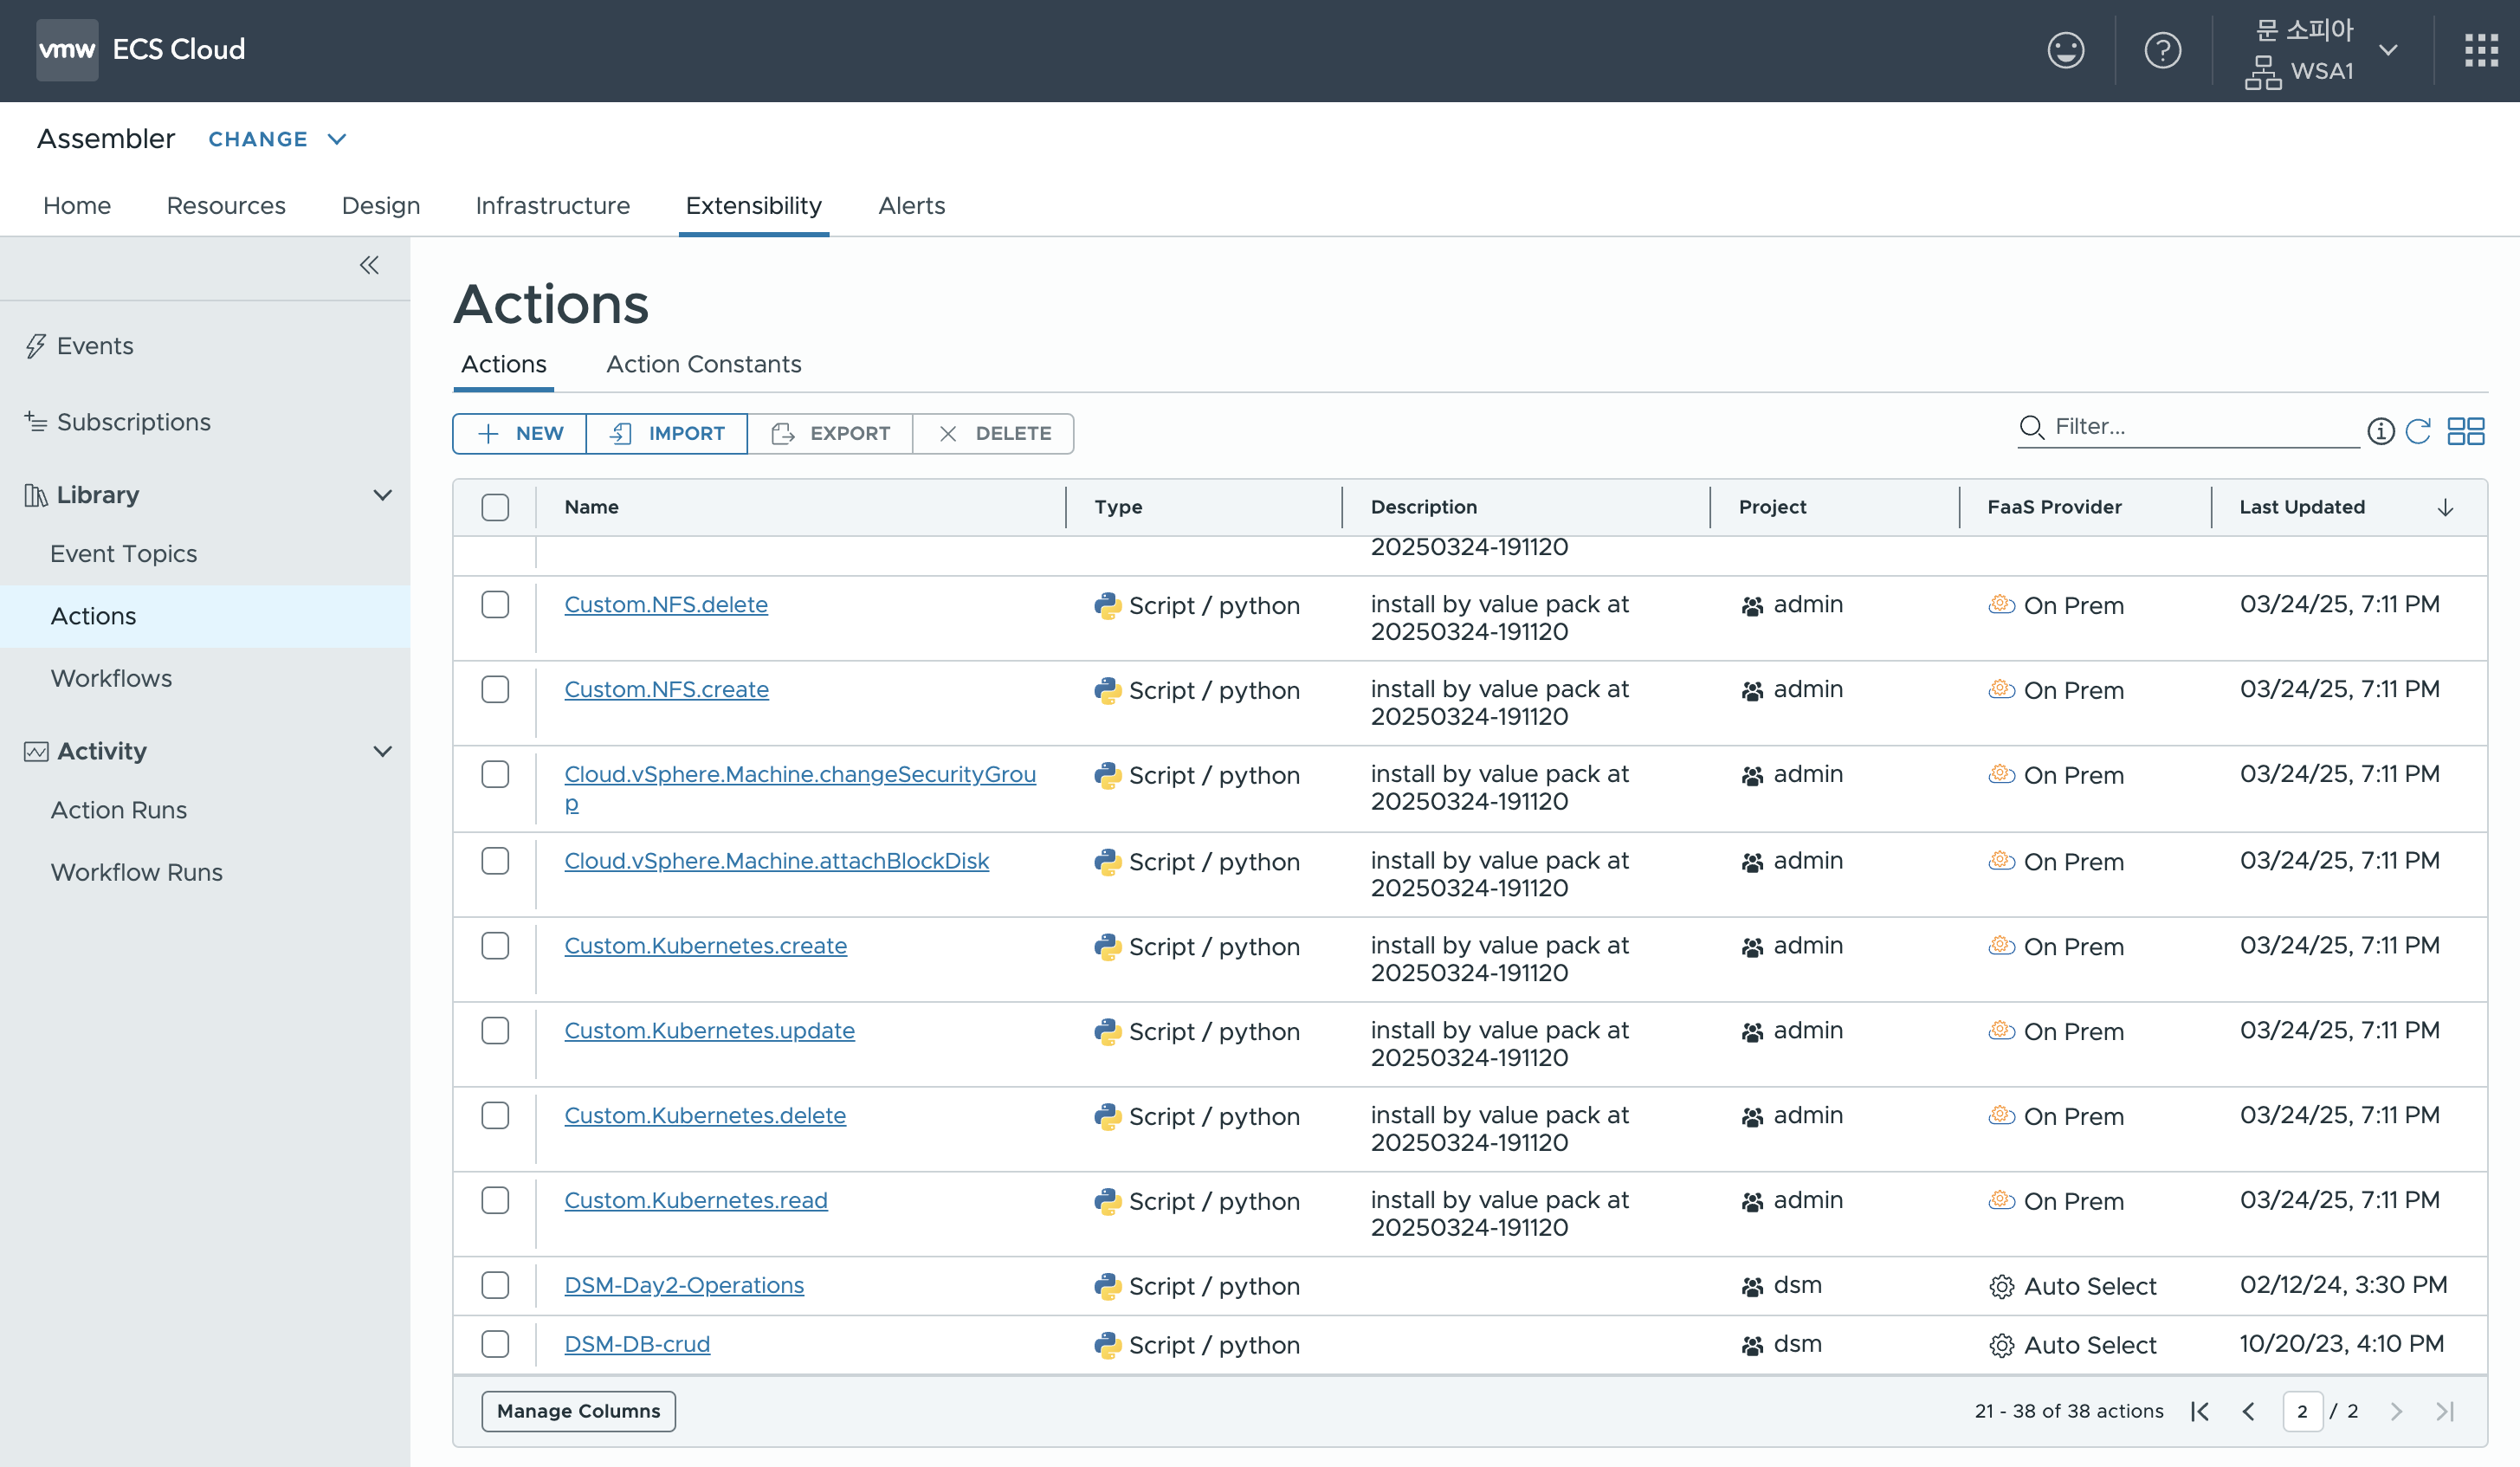 vmw ECS Cloud
문 소피아
WSA1
Assembler CHANGE
Home Resources Design Infrastructure Extensibility Alerts
Events
Subscriptions
Library
Event Topics
Actions
Workflows
Activity
Action Runs
Workflow Runs
Actions
Actions Action Constants
NEW IMPORT EXPORT DELETE
Filter...
Name Type Description Project FaaS Provider Last Updated
20250324-191120
Custom.NFS.delete Script / python install by value pack at admin On Prem 03/24/25, 7:11 PM
20250324-191120
Custom.NFS.create Script / python install by value pack at admin On Prem 03/24/25, 7:11 PM
20250324-191120
Cloud.vSphere.Machine.changeSecurityGrou Script / python install by value pack at admin On Prem 03/24/25, 7:11 PM
p 20250324-191120
Cloud.vSphere.Machine.attachBlockDisk Script / python install by value pack at admin On Prem 03/24/25, 7:11 PM
20250324-191120
Custom.Kubernetes.create Script / python install by value pack at admin On Prem 03/24/25, 7:11 PM
20250324-191120
Custom.Kubernetes.update Script / python install by value pack at admin On Prem 03/24/25, 7:11 PM
20250324-191120
Custom.Kubernetes.delete Script / python install by value pack at admin On Prem 03/24/25, 7:11 PM
20250324-191120
Custom.Kubernetes.read Script / python install by value pack at admin On Prem 03/24/25, 7:11 PM
20250324-191120
DSM-Day2-Operations Script / python dsm Auto Select 02/12/24, 3:30 PM
DSM-DB-crud Script / python dsm Auto Select 10/20/23, 4:10 PM
Manage Columns 21 - 38 of 38 actions 2 / 2